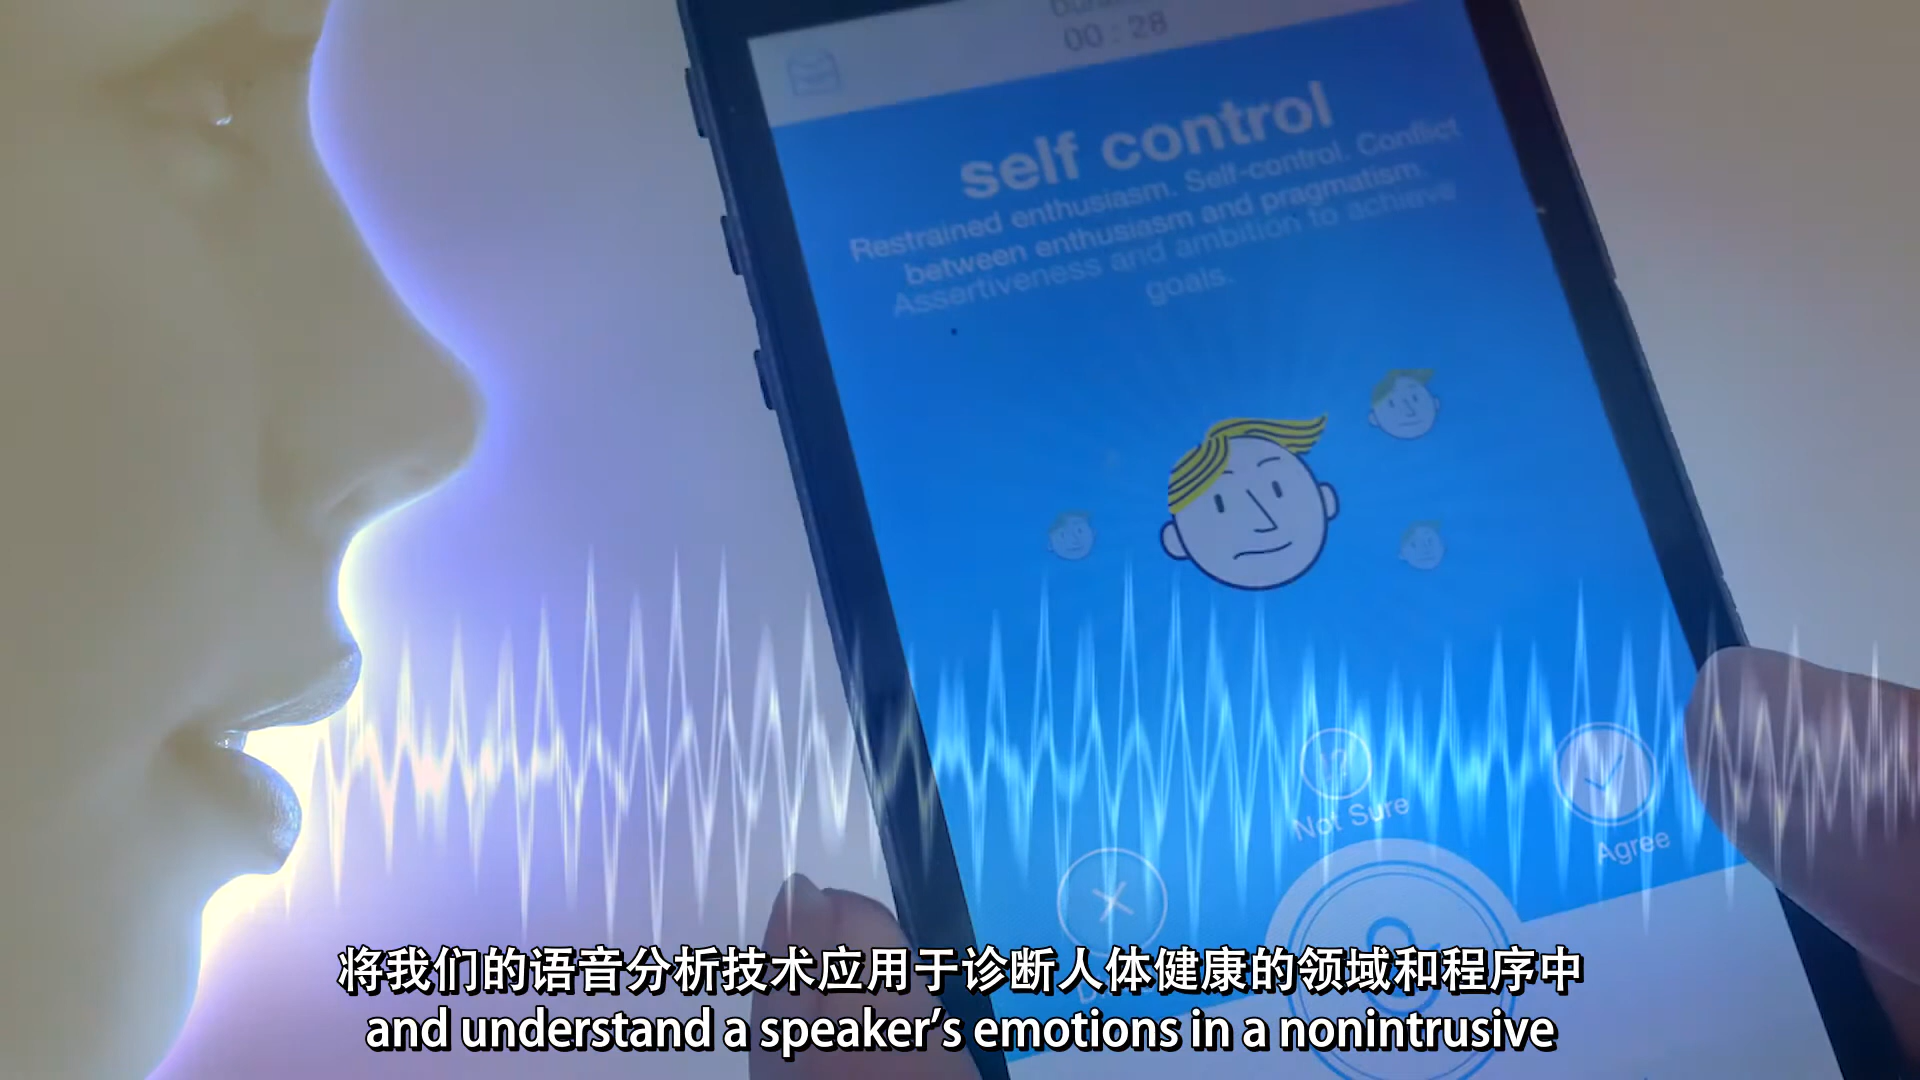 00 : 28
self control
Restrained enthusiasm. Self-control. Conflict
between enthusiasm and pragmatism.
Assertiveness and ambition to achieve
goals.
Not Sure
Agree
将我们的语音分析技术应用于诊断人体健康的领域和程序中
and understand a speaker's emotions in a nonintrusive